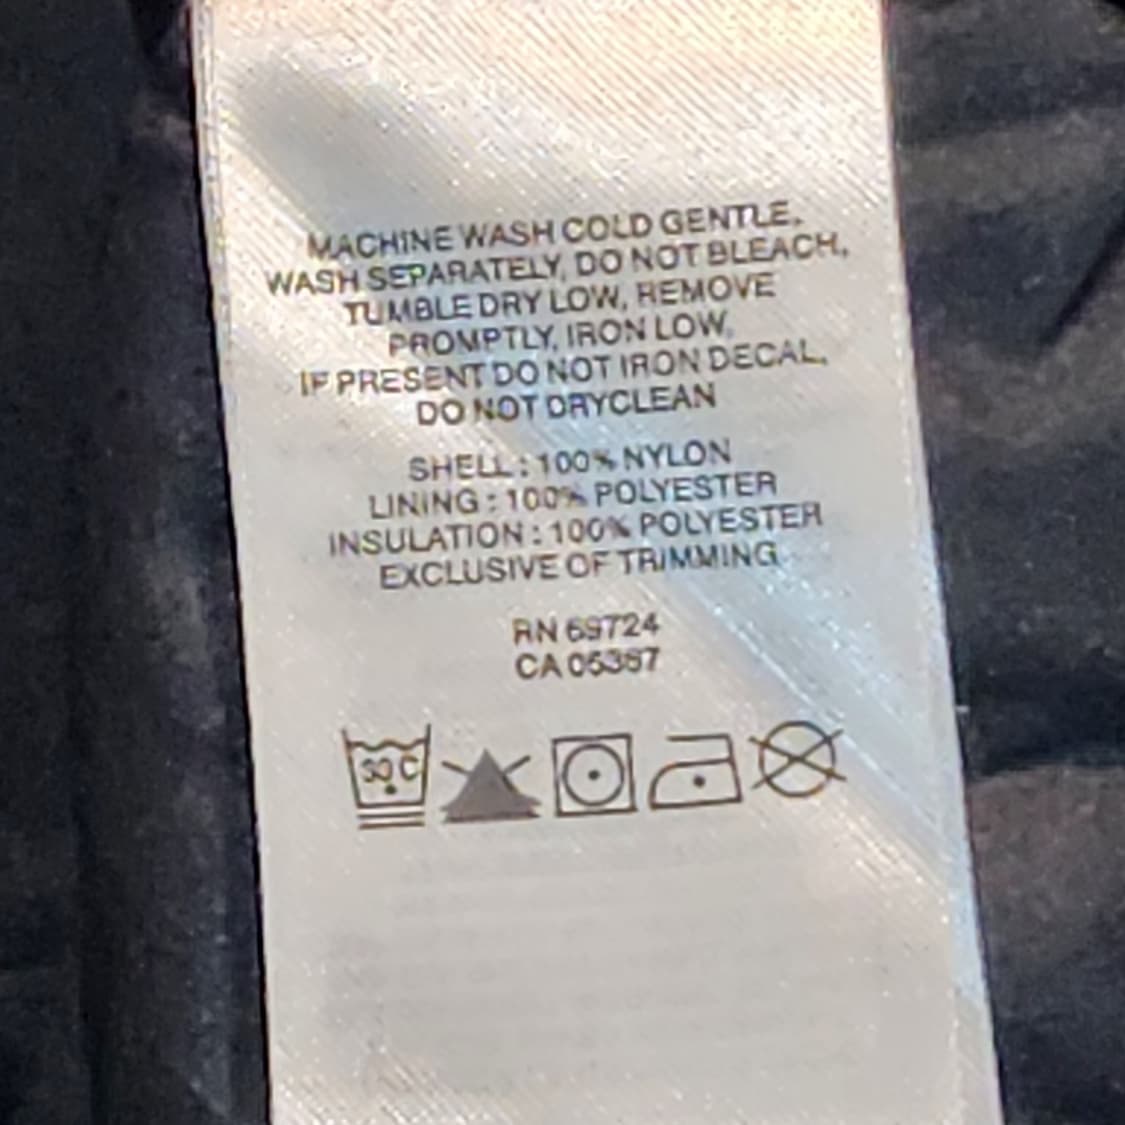 MACHINE WASH COLD GENTLE,
WASH SEPARATELY, DO NOT BLEACH,
TUMBLE DRY LOW, REMOVE
PROMPTLY, IRON LOW,
IF PRESENT DO NOT IRON DECAL,
DO NOT DRYCLEAN
SHELL : 100% NYLON
LINING : 100% POLYESTER
INSULATION : 100% POLYESTER
EXCLUSIVE OF TRIMMING
RN 69724
CA 05367
30 C